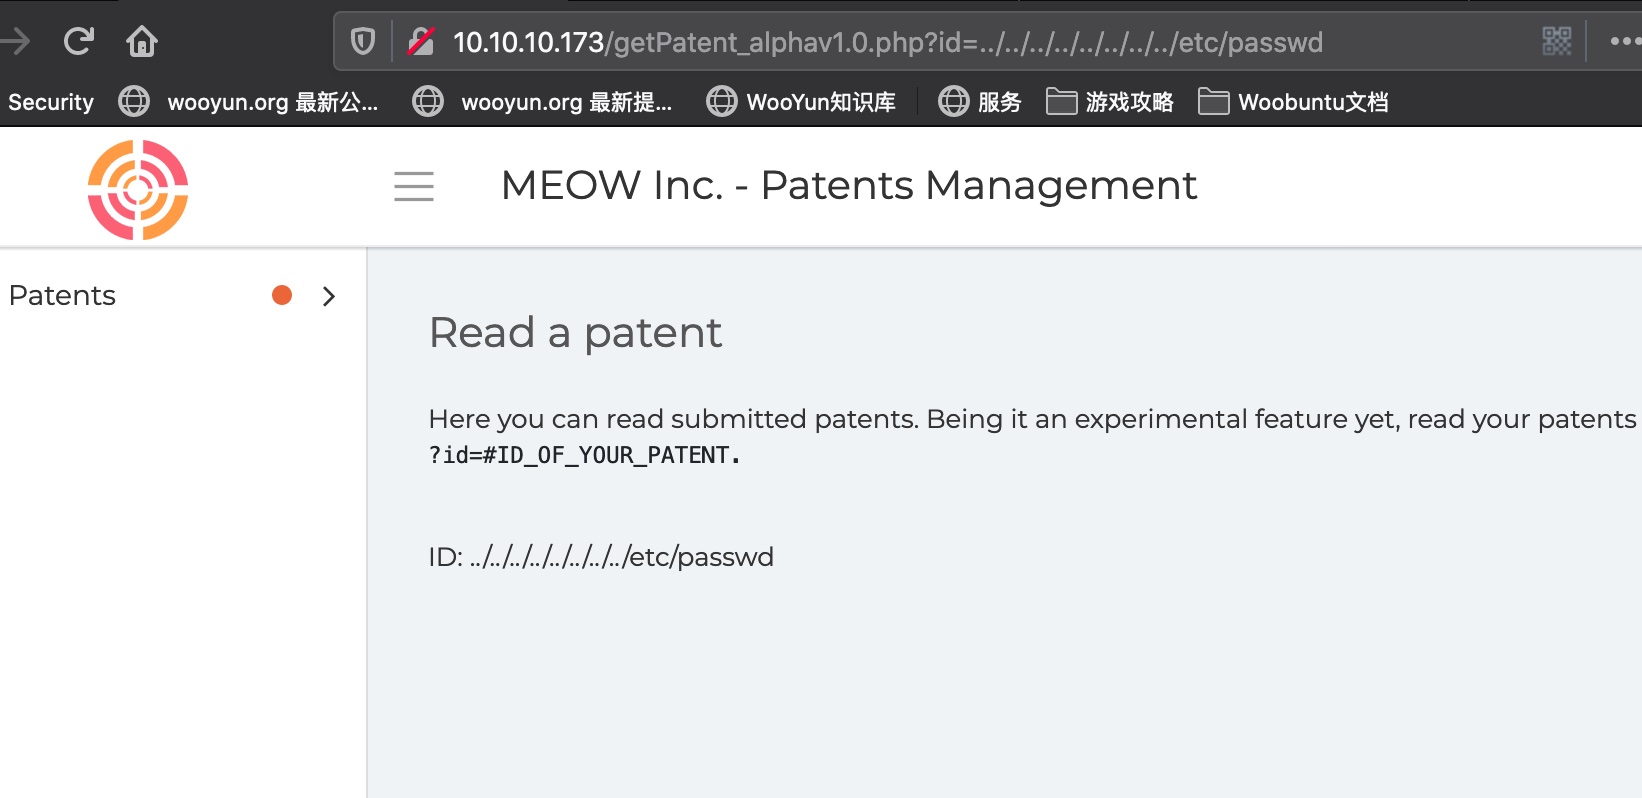 10.10.10.173/getPatent_alphav1.0.php?id=../../../../../../../../etc/passwd
Security wooyun.org 最新公... wooyun.org 最新提... WooYun知识库 服务 游戏攻略 Woobuntu文档
MEOW Inc. - Patents Management
Patents
Read a patent
Here you can read submitted patents. Being it an experimental feature yet, read your patents
?id=#ID_OF_YOUR_PATENT.
ID: ../../../../../../../../etc/passwd